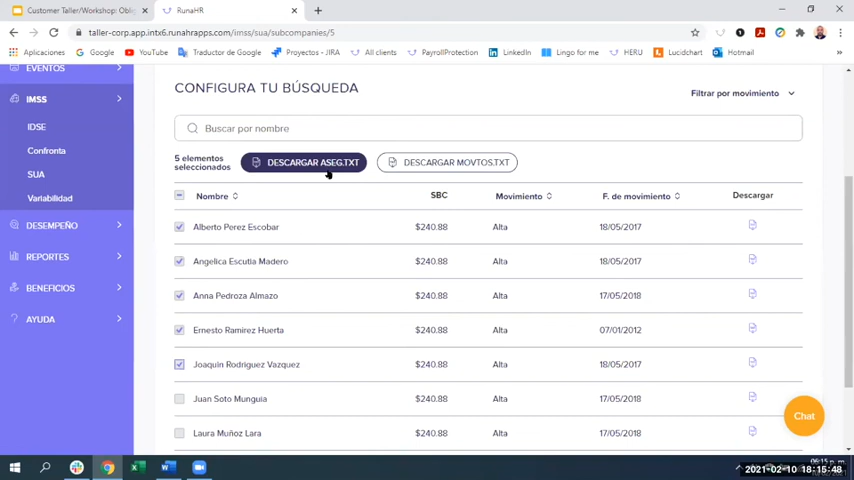 Customer Taller/Workshop: Oblig
RunaHR
taller-corp.app.intx6.runahrapps.com/imss/sua/subcompanies/5
Aplicaciones
Google
YouTube
Traductor de Google
Proyectos - JIRA
All clients
PayrollProtection
LinkedIn
Lingo for me
HERU
Lucidchart
Hotmail
EVENTOS
IMSS
IDSE
Confronta
SUA
Variabilidad
DESEMPEÑO
REPORTES
BENEFICIOS
AYUDA
CONFIGURA TU BÚSQUEDA
Filtrar por movimiento
Buscar por nombre
5 elementos
seleccionados
DESCARGAR ASEG.TXT
DESCARGAR MOVTOS.TXT
Nombre SBC Movimiento F. de movimiento Descargar
Alberto Perez Escobar $240.88 Alta 18/05/2017
Angelica Escutia Madero $240.88 Alta 18/05/2017
Anna Pedroza Almazo $240.88 Alta 17/05/2018
Ernesto Ramirez Huerta $240.88 Alta 07/01/2012
Joaquin Rodriguez Vazquez $240.88 Alta 18/05/2017
Juan Soto Munguia $240.88 Alta 17/05/2018
Laura Muñoz Lara $240.88 Alta 17/05/2018
Chat
06:15 p. m.
2021-02-10 18:15:48